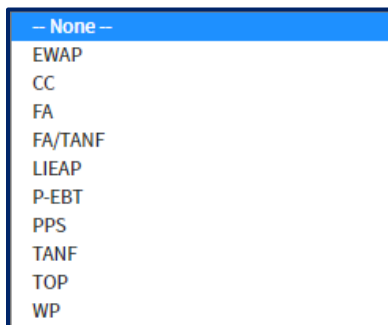 -- None --
EWAP
CC
FA
FA/TANF
LIEAP
P-EBT
PPS
TANF
TOP
WP